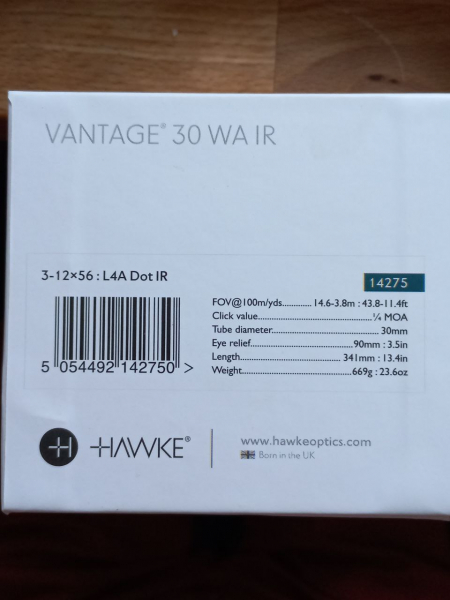 VANTAGE® 30 WA IR
3-12×56 : L4A Dot IR
14275
FOV@100m/yds.............. 14.6-3.8m : 43.8-11.4ft
Click value.......................................¼ MOA
Tube diameter.......................................30mm
Eye relief.......................................90mm : 3.5in
Length.......................................341mm : 13.4in
Weight.......................................669g : 23.6oz
5 054492 142750 >
H HAWKE®
www.hawkeoptics.com
Born in the UK